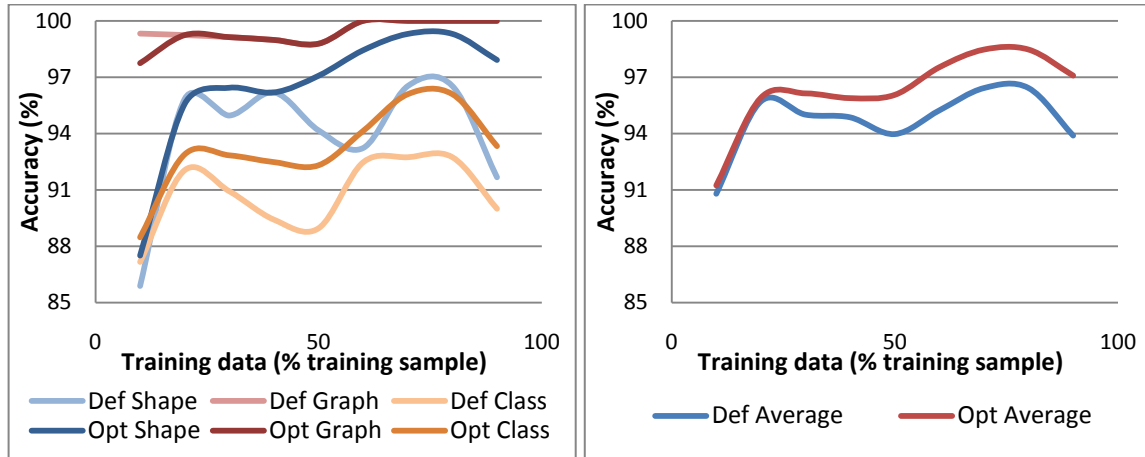 100
97
94
91
88
85
Accuracy (%)
0
50
100
Training data (% training sample)
Def Shape
Def Graph
Def Class
Opt Shape
Opt Graph
Opt Class
100
97
94
91
88
85
Accuracy (%)
0
50
100
Training data (% training sample)
Def Average
Opt Average